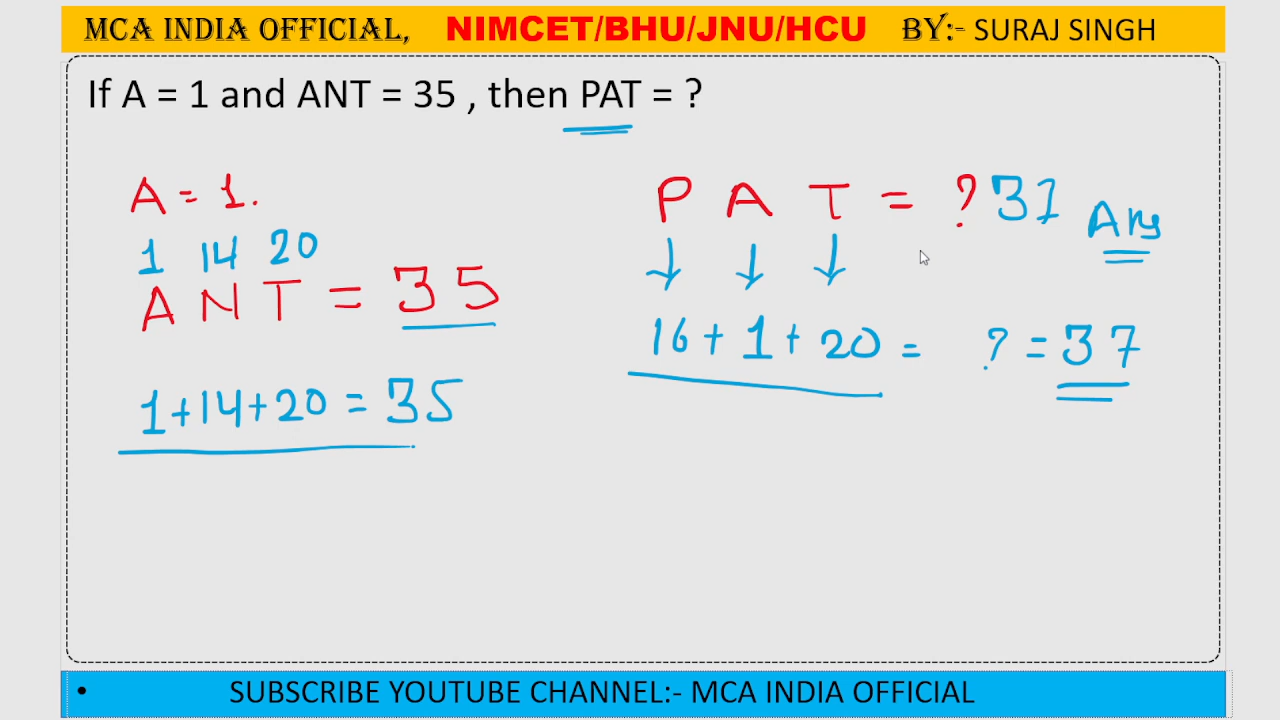 MCA INDIA OFFICIAL, NIMCET/BHU/JNU/HCU BY:- SURAJ SINGH
If A = 1 and ANT = 35 , then PAT = ?
A = 1.
1 14 20
A N T = 35
1+14+20 = 35
P A T = ? 37 Ans
16 + 1 + 20 = ? = 37
• SUBSCRIBE YOUTUBE CHANNEL:- MCA INDIA OFFICIAL